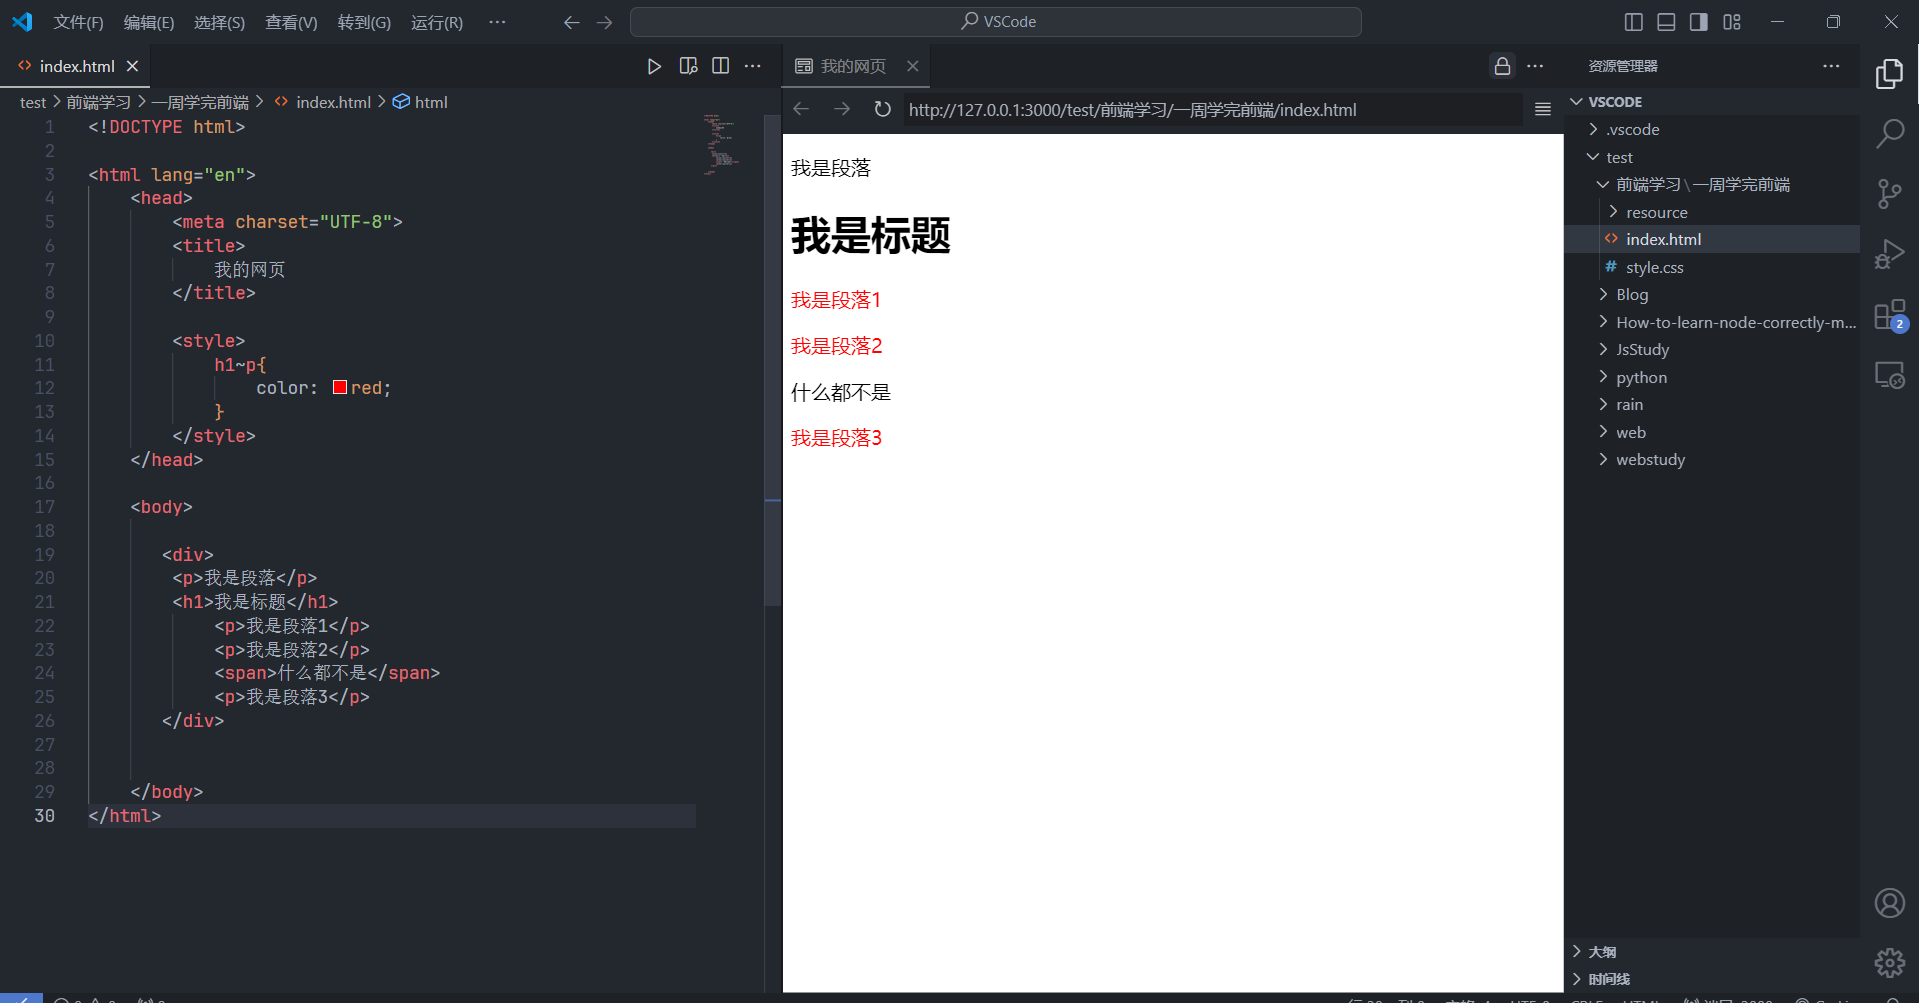 文件(F) 编辑(E) 选择(S) 查看(V) 转到(G) 运行(R) ··· VSCode
index.html
test > 前端学习 > 一周学完前端 > index.html > html
1 <!DOCTYPE html>
2
3 <html lang="en">
4 <head>
5 <meta charset="UTF-8">
6 <title>
7 我的网页
8 </title>
9
10 <style>
11 h1~p{
12 color: red;
13 }
14 </style>
15 </head>
16
17 <body>
18
19 <div>
20 <p>我是段落</p>
21 <h1>我是标题</h1>
22 <p>我是段落1</p>
23 <p>我是段落2</p>
24 <span>什么都不是</span>
25 <p>我是段落3</p>
26 </div>
27
28
29 </body>
30 </html>
我的网页
http://127.0.0.1:3000/test/前端学习/一周学完前端/index.html
我是段落
我是标题
我是段落1
我是段落2
什么都不是
我是段落3
资源管理器
VSCODE
.vscode
test
前端学习\一周学完前端
resource
index.html
# style.css
Blog
How-to-learn-node-correctly-m...
JsStudy
python
rain
web
webstudy
大纲
时间线
2